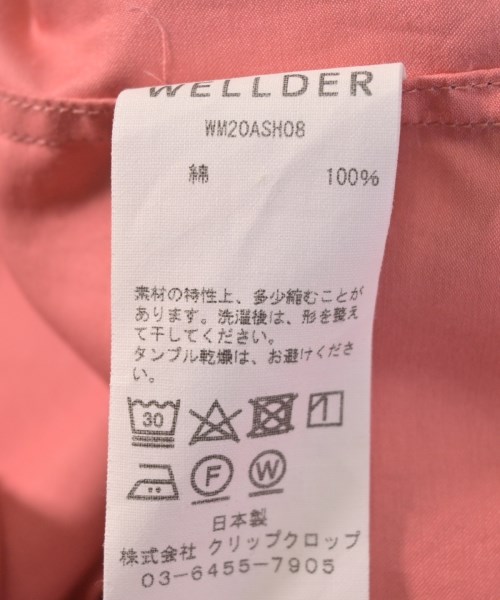 WELLDER
WM20ASH08
綿 100%
素材の特性上、多少縮むことが
あります。洗濯後は、形を整え
て干してください。
タンブル乾燥は、お避けくださ
い。
30
F W
日本製
株式会社 クリップクロップ
03-6455-7905